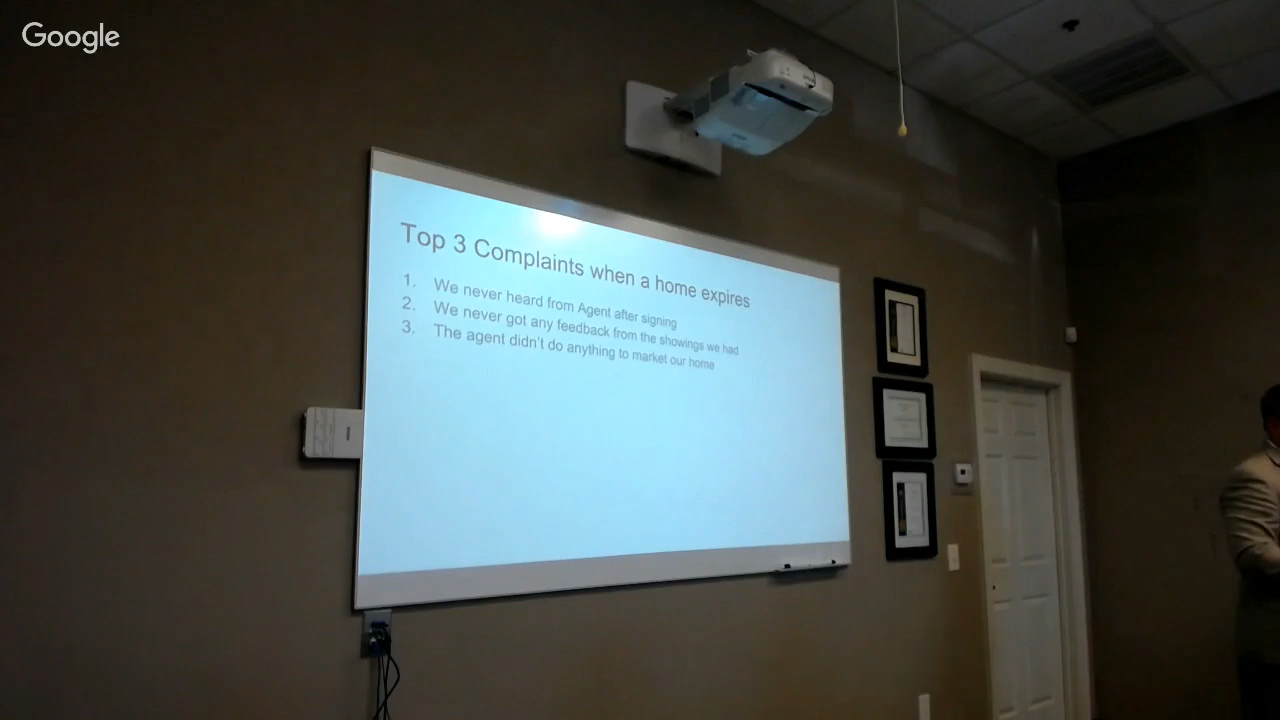 Google
Top 3 Complaints when a home expires
1. We never heard from Agent after signing
2. We never got any feedback from the showings we had
3. The agent didn't do anything to market our home